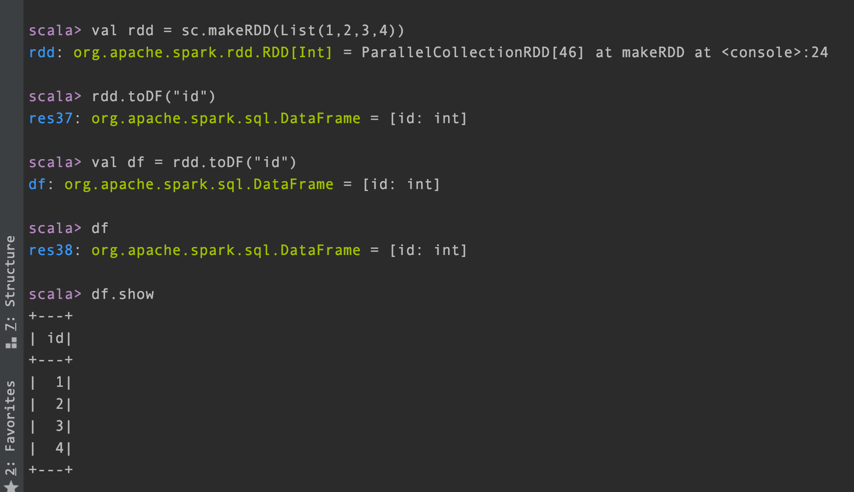 scala> val rdd = sc.makeRDD(List(1,2,3,4))
rdd: org.apache.spark.rdd.RDD[Int] = ParallelCollectionRDD[46] at makeRDD at <console>:24
scala> rdd.toDF("id")
res37: org.apache.spark.sql.DataFrame = [id: int]
scala> val df = rdd.toDF("id")
df: org.apache.spark.sql.DataFrame = [id: int]
scala> df
res38: org.apache.spark.sql.DataFrame = [id: int]
scala> df.show
+---+
| id|
+---+
|  1|
|  2|
|  3|
|  4|
+---+
7: Structure
2: Favorites